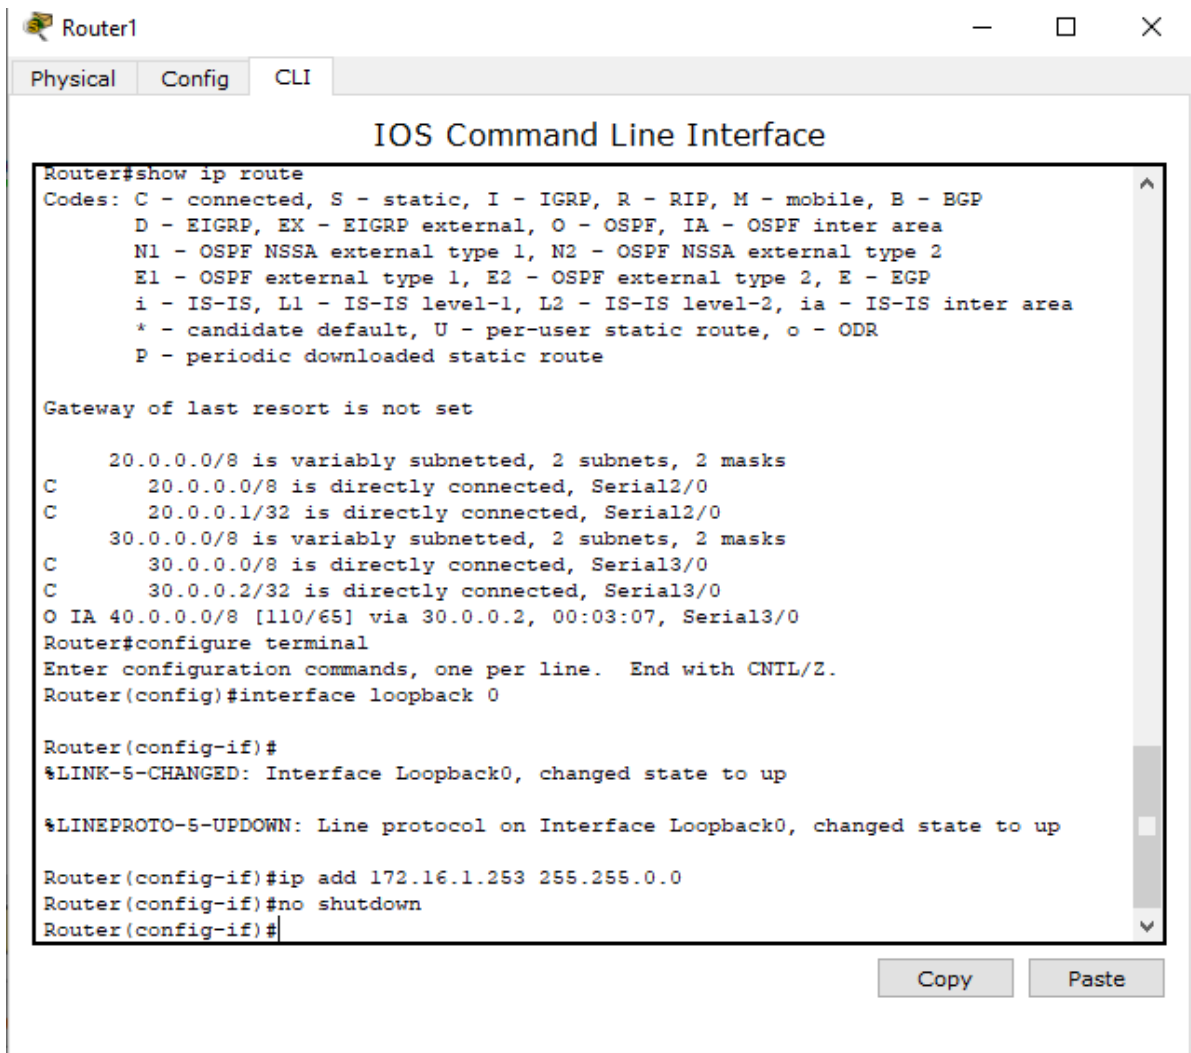 Router1
Physical Config CLI
IOS Command Line Interface
Router#show ip route
Codes: C - connected, S - static, I - IGRP, R - RIP, M - mobile, B - BGP
       D - EIGRP, EX - EIGRP external, O - OSPF, IA - OSPF inter area
       N1 - OSPF NSSA external type 1, N2 - OSPF NSSA external type 2
       E1 - OSPF external type 1, E2 - OSPF external type 2, E - EGP
       i - IS-IS, L1 - IS-IS level-1, L2 - IS-IS level-2, ia - IS-IS inter area
       * - candidate default, U - per-user static route, o - ODR
       P - periodic downloaded static route
Gateway of last resort is not set
     20.0.0.0/8 is variably subnetted, 2 subnets, 2 masks
C       20.0.0.0/8 is directly connected, Serial2/0
C       20.0.0.1/32 is directly connected, Serial2/0
     30.0.0.0/8 is variably subnetted, 2 subnets, 2 masks
C       30.0.0.0/8 is directly connected, Serial3/0
C       30.0.0.2/32 is directly connected, Serial3/0
O IA 40.0.0.0/8 [110/65] via 30.0.0.2, 00:03:07, Serial3/0
Router#configure terminal
Enter configuration commands, one per line.  End with CNTL/Z.
Router(config)#interface loopback 0
Router(config-if)#
%LINK-5-CHANGED: Interface Loopback0, changed state to up
%LINEPROTO-5-UPDOWN: Line protocol on Interface Loopback0, changed state to up
Router(config-if)#ip add 172.16.1.253 255.255.0.0
Router(config-if)#no shutdown
Router(config-if)#
Copy Paste